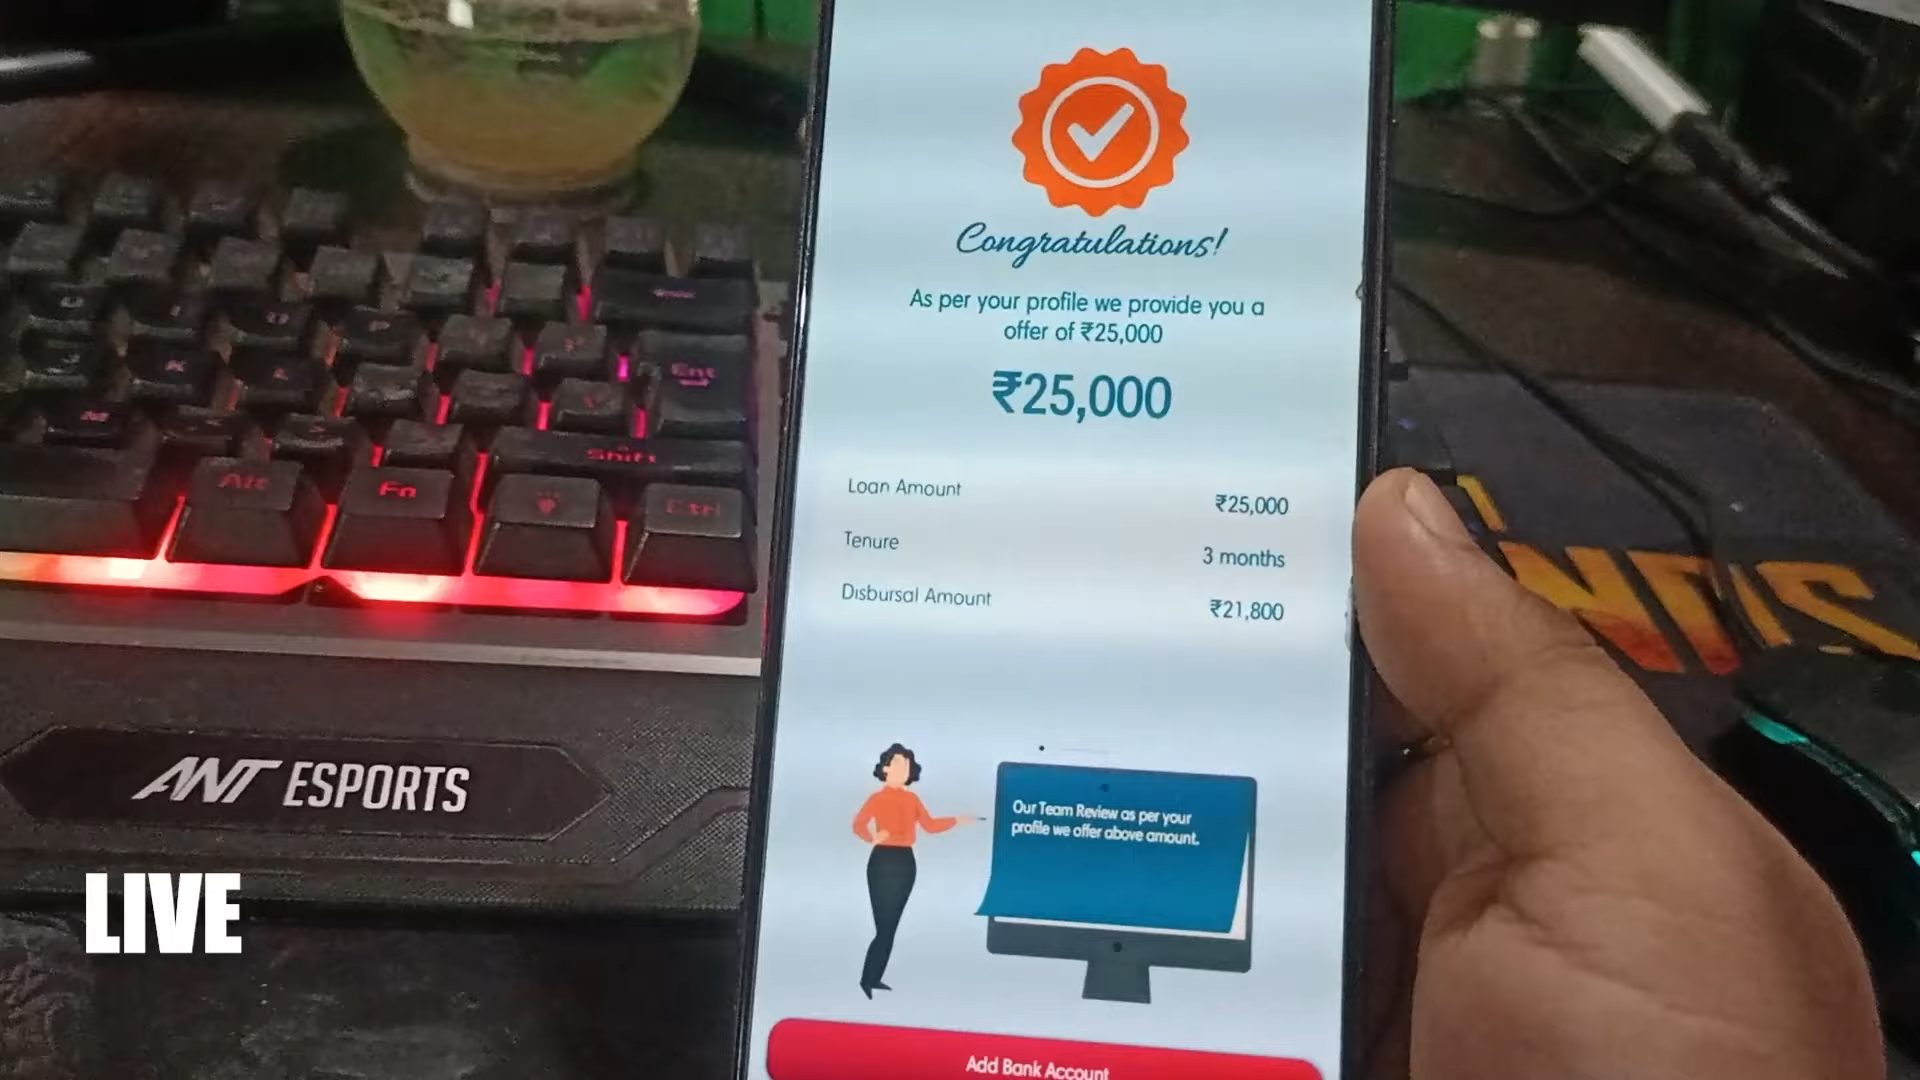 Congratulations!
As per your profile we provide you a
offer of ₹25,000
₹25,000
Loan Amount ₹25,000
Tenure 3 months
Disbursal Amount ₹21,800
Our Team Review as per your
profile we offer above amount.
Add Bank Account
Ent
Shift
Alt Fn Ctrl
ANT ESPORTS
LIVE